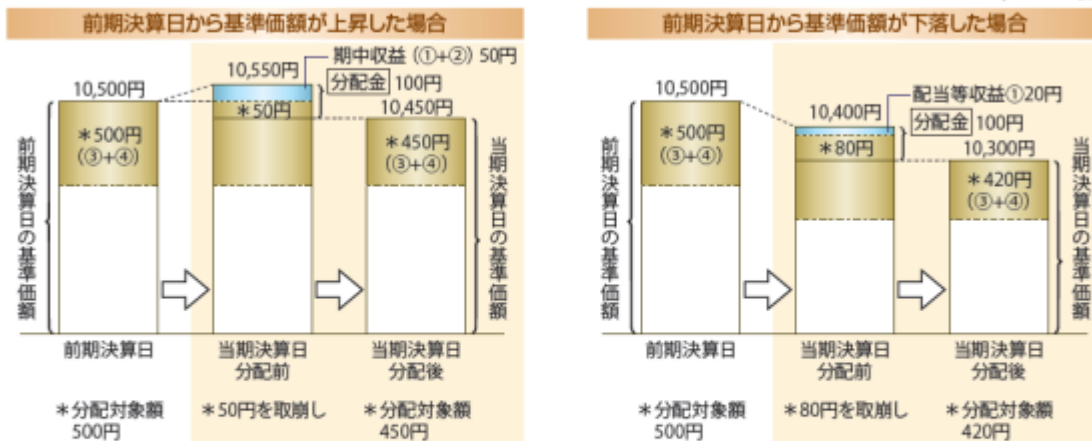 前期決算日から基準価額が上昇した場合
期中収益（①+②）50円
10,550円
分配金 100円
10,500円
＊50円
10,450円
＊500円
(③+④)
＊450円
(③+④)
前期決算日の基準価額
当期決算日の基準価額
前期決算日
当期決算日
分配前
当期決算日
分配後
＊分配対象額
500円
＊50円を取崩し
＊分配対象額
450円
前期決算日から基準価額が下落した場合
10,500円
配当等収益①20円
10,400円
分配金 100円
＊500円
(③+④)
＊80円
10,300円
＊420円
(③+④)
前期決算日の基準価額
当期決算日の基準価額
前期決算日
当期決算日
分配前
当期決算日
分配後
＊分配対象額
500円
＊80円を取崩し
＊分配対象額
420円